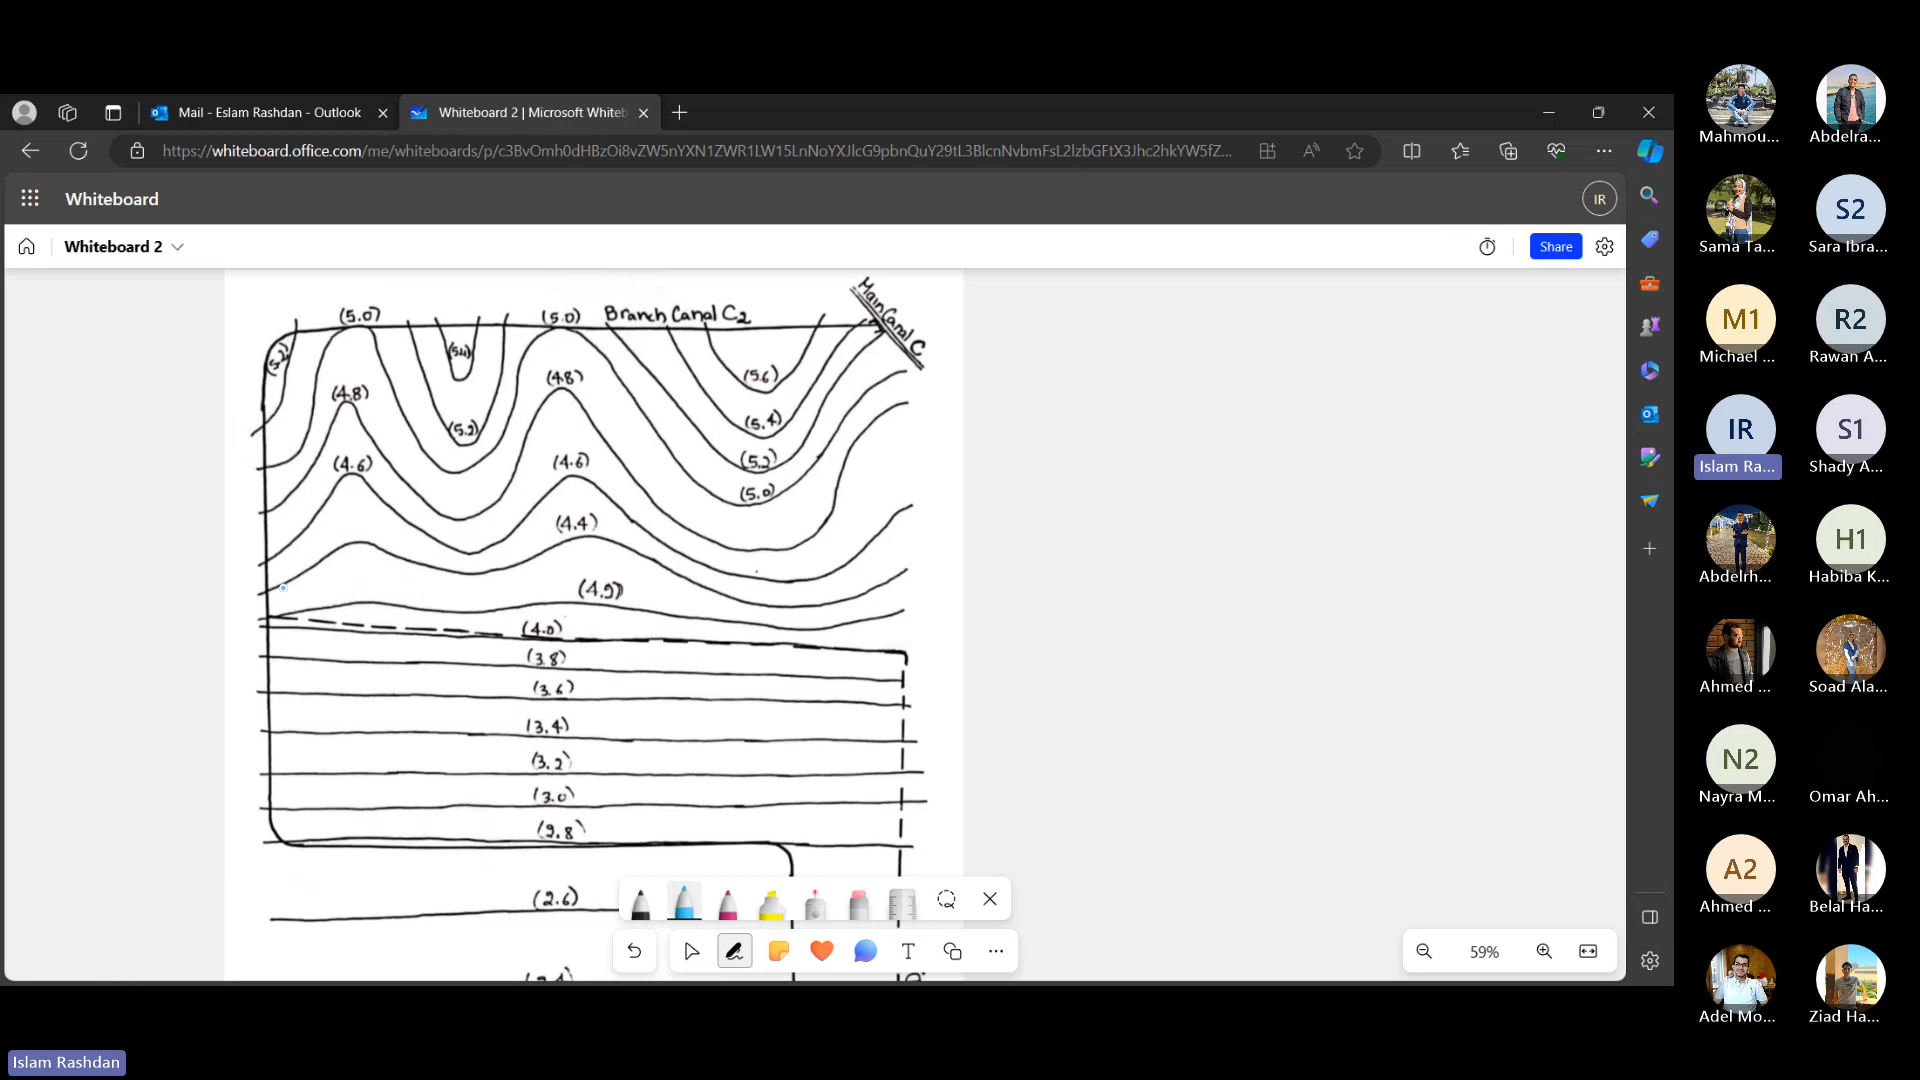 Mail - Eslam Rashdan - Outlook
Whiteboard 2 | Microsoft Whiteb
https://whiteboard.office.com/me/whiteboards/p/
Whiteboard
IR
Whiteboard 2
Share
Main Canal C
(5.0)
(5.0)
Branch Canal C2
(5.2)
(5.4)
(5.6)
(4.8)
(4.8)
(5.2)
(5.4)
(4.6)
(4.6)
(5.2)
(5.0)
(4.4)
(4.0)
(3.8)
(3.6)
(3.4)
(3.2)
(3.0)
(2.8)
(2.6)
T
59%
Mahmou...
Abdelra...
Sama Ta...
S2
Sara Ibra...
M1
Michael ...
R2
Rawan A...
IR
Islam Ra...
S1
Shady A...
Abdelrh...
H1
Habiba K...
Ahmed ...
Soad Ala...
N2
Nayra M...
Omar Ah...
A2
Ahmed ...
Belal Ha...
Adel Mo...
Ziad Ha...
Islam Rashdan